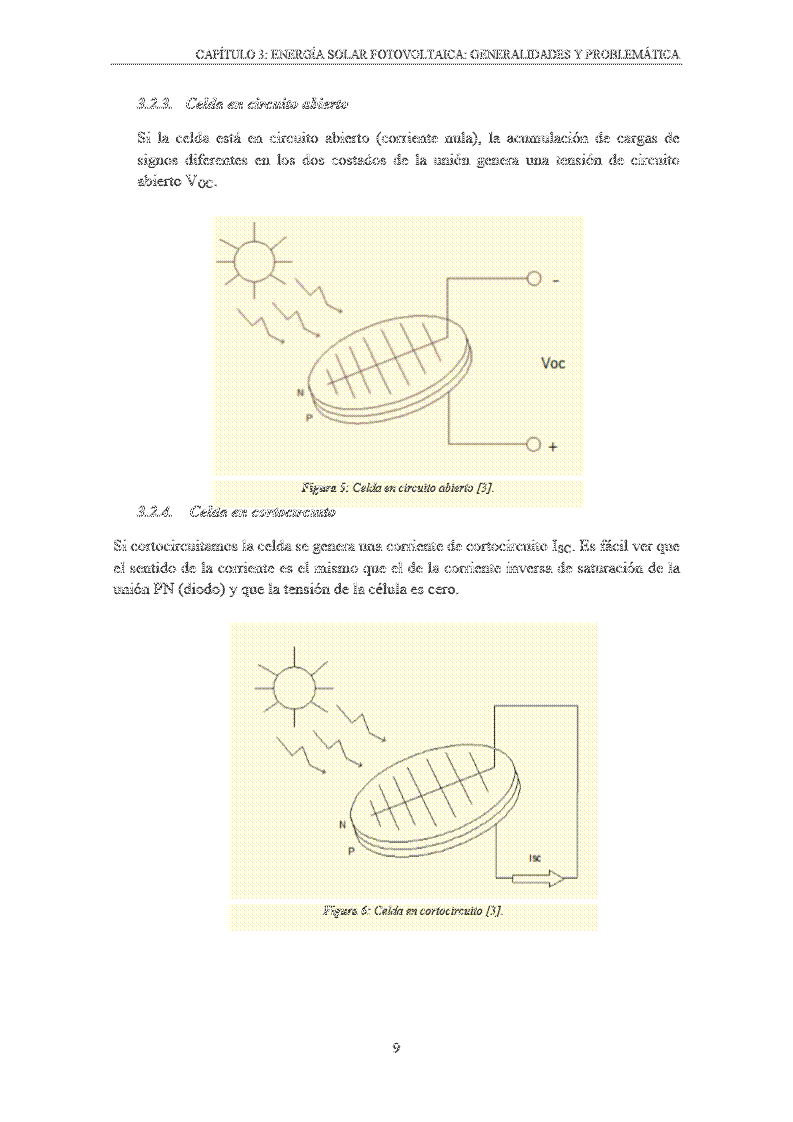 CAPÍTULO 3: ENERGÍA SOLAR FOTOVOLTAICA: GENERALIDADES Y PROBLEMÁTICA
3.2.3. Celda en circuito abierto
Si la celda está en circuito abierto (corriente nula), la acumulación de cargas de
signos diferentes en los dos costados de la unión genera una tensión de circuito
abierto VOC.
-
Voc
N
P
+
Figura 5: Celda en circuito abierto [3].
3.2.4. Celda en cortocircuito
Si cortocircuitamos la celda se genera una corriente de cortocircuito ISC. Es fácil ver que
el sentido de la corriente es el mismo que el de la corriente inversa de saturación de la
unión PN (diodo) y que la tensión de la célula es cero.
N
P
Isc
Figura 6: Celda en cortocircuito [3].
9